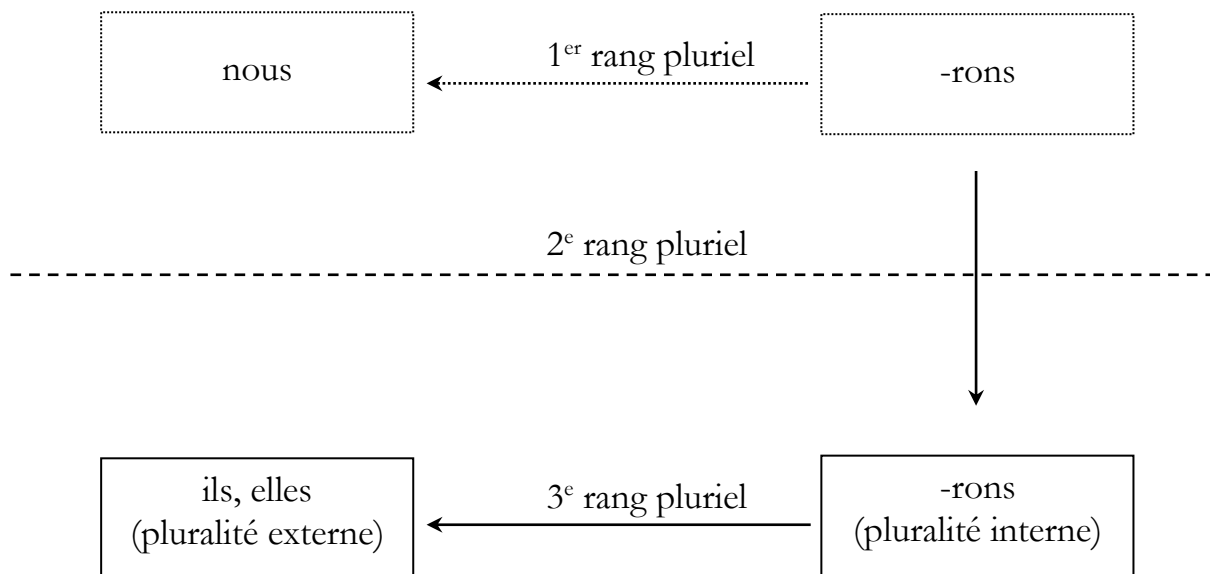 nous
1er rang pluriel
-rons
2e rang pluriel
ils, elles
(pluralité externe)
3e rang pluriel
-rons
(pluralité interne)